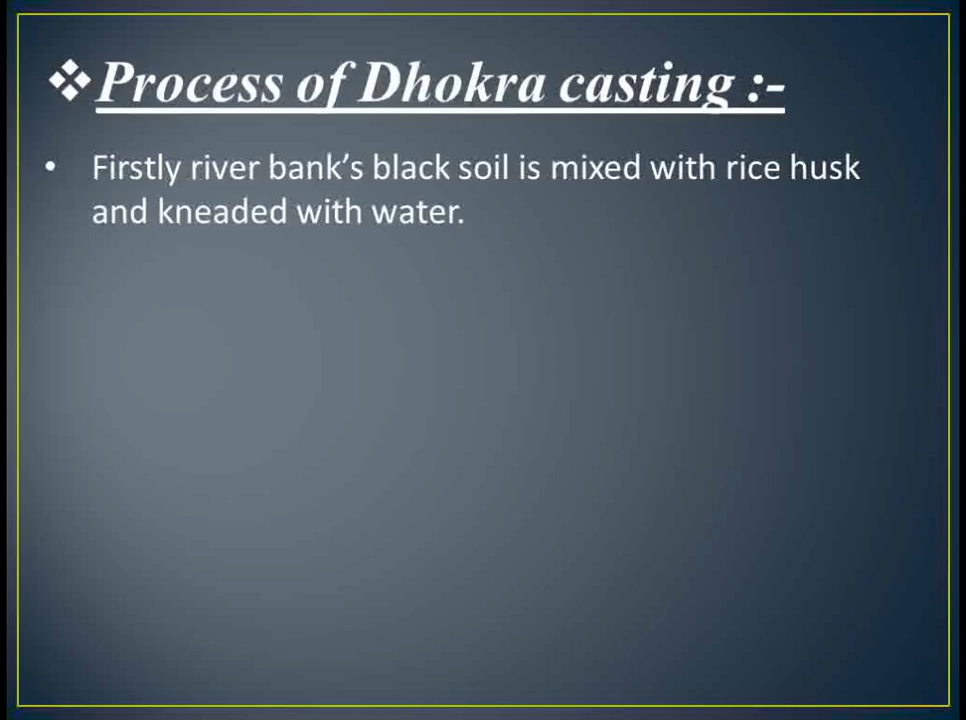 ❖Process of Dhokra casting :-
• Firstly river bank’s black soil is mixed with rice husk
and kneaded with water.